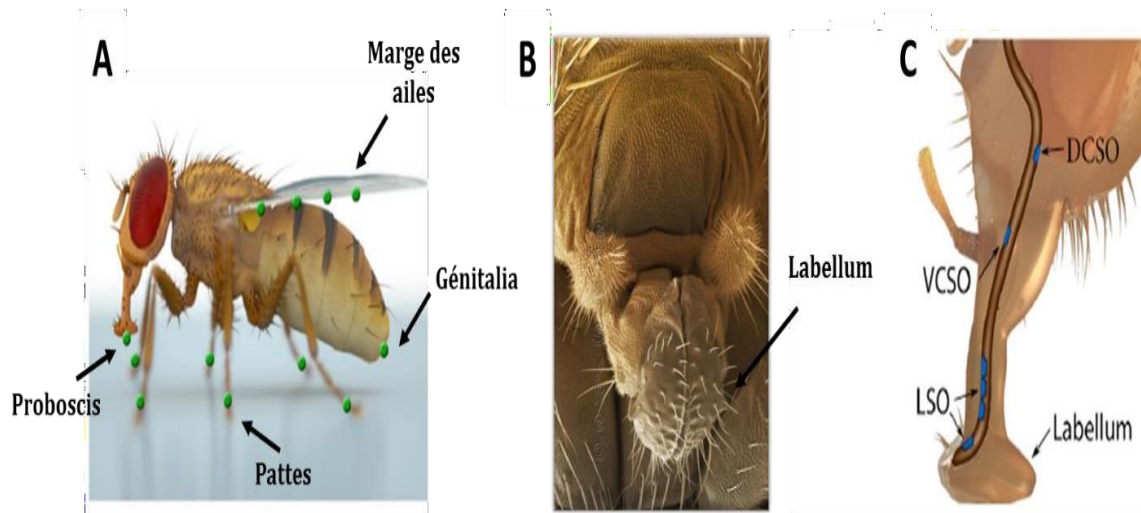 A
Marge des
ailes
Génitalia
Proboscis
Pattes
B
Labellum
C
DCSO
VCSO
LSO
Labellum